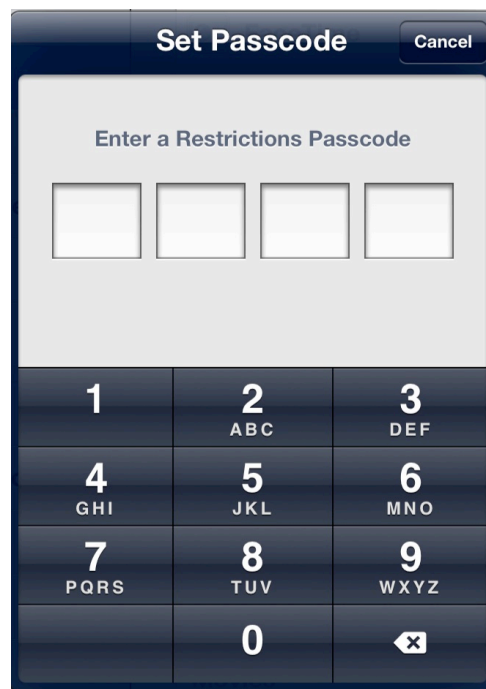 Set Passcode Cancel
Enter a Restrictions Passcode
1 2 3
ABC DEF
4 5 6
GHI JKL MNO
7 8 9
PQRS TUV WXYZ
0